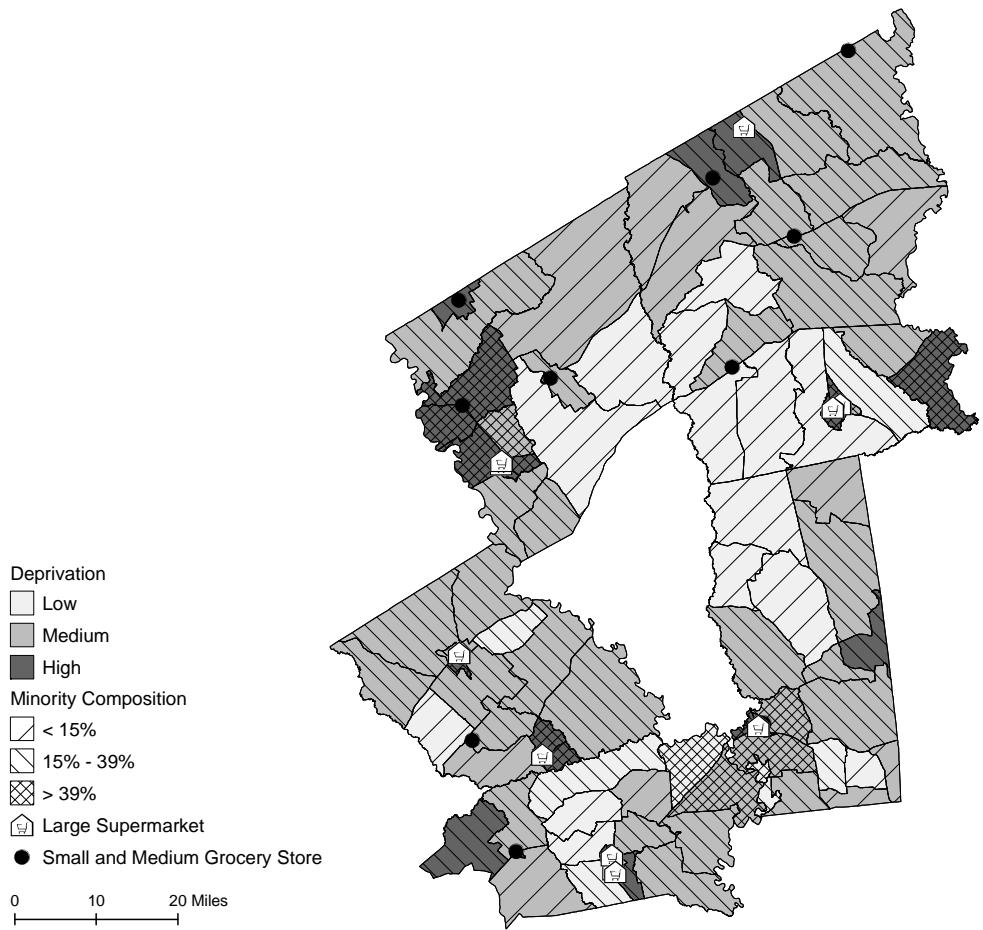 Deprivation
Low
Medium
High
Minority Composition
< 15%
15% - 39%
> 39%
Large Supermarket
Small and Medium Grocery Store
0 10 20 Miles